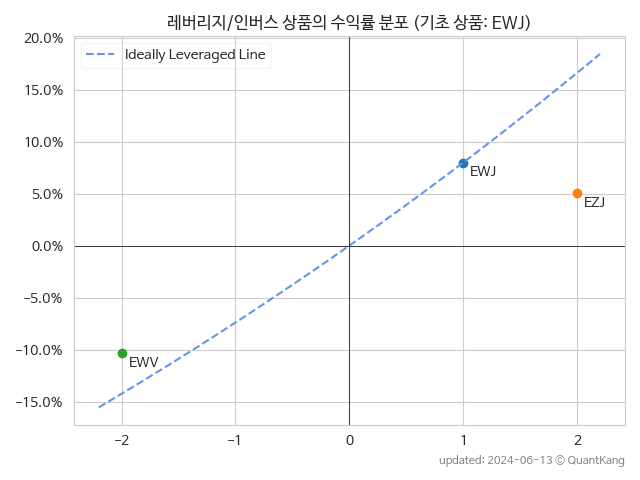 레버리지/인버스 상품의 수익률 분포 (기초 상품: EWJ)
20.0%
Ideally Leveraged Line
15.0%
10.0%
EWJ
5.0%
EZJ
0.0%
−5.0%
−10.0%
EWV
−15.0%
−2 −1 0 1 2
updated: 2024-06-13 © QuantKang